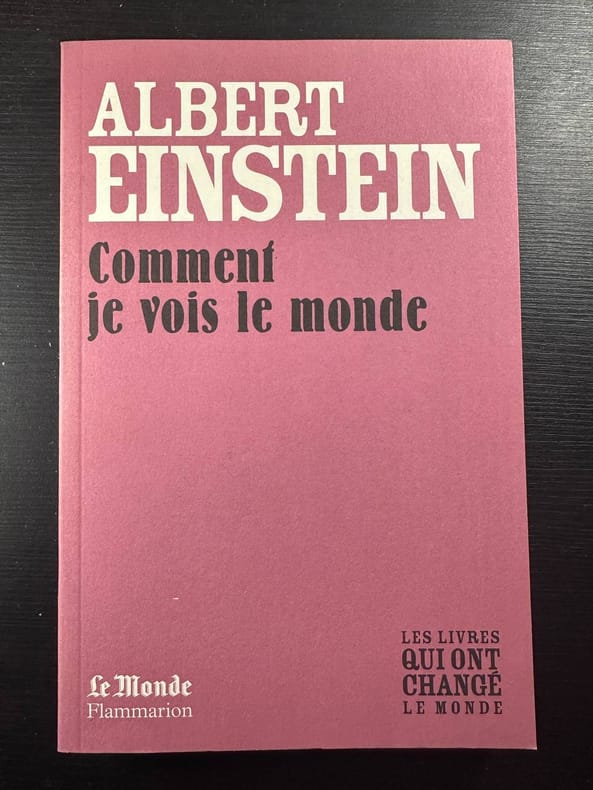 ALBERT
EINSTEIN
Comment
je vois le monde
LES LIVRES
QUI ONT
CHANGÉ
LE MONDE
Le Monde
Flammarion